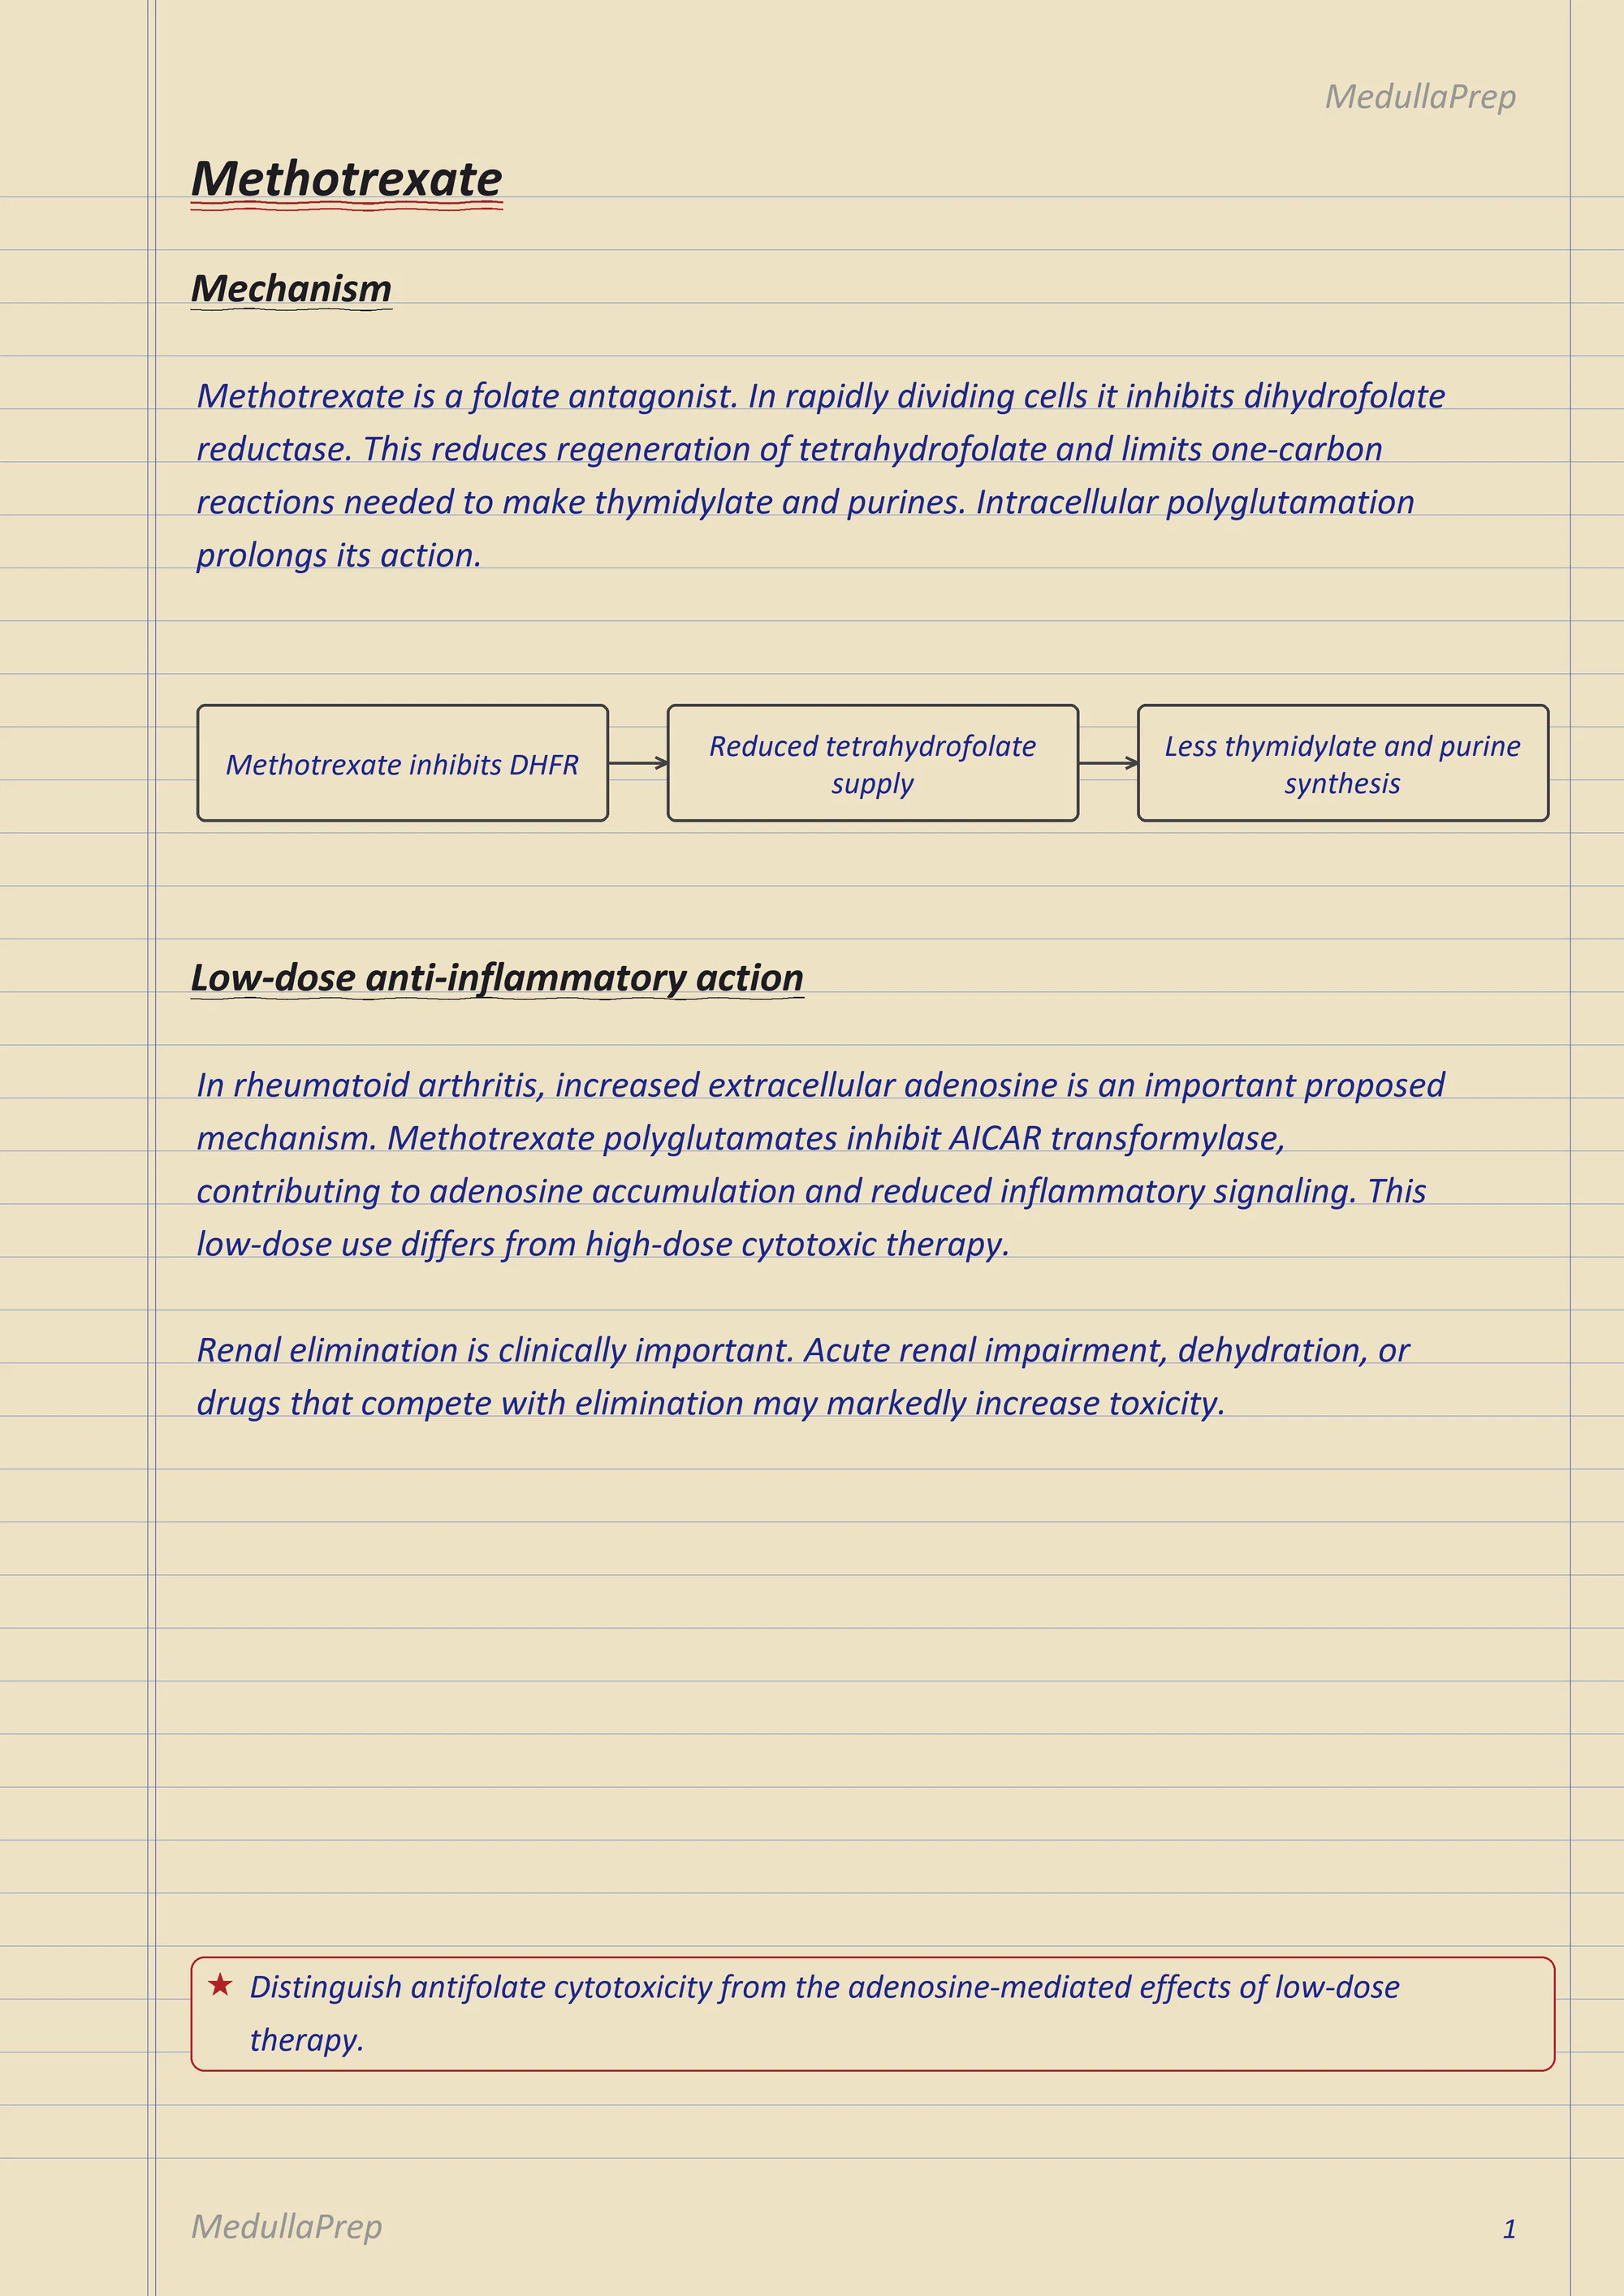 MedullaPrep
Methotrexate
Mechanism
Methotrexate is a folate antagonist. In rapidly dividing cells it inhibits dihydrofolate
reductase. This reduces regeneration of tetrahydrofolate and limits one-carbon
reactions needed to make thymidylate and purines. Intracellular polyglutamation
prolongs its action.
Methotrexate inhibits DHFR
Reduced tetrahydrofolate
supply
Less thymidylate and purine
synthesis
Low-dose anti-inflammatory action
In rheumatoid arthritis, increased extracellular adenosine is an important proposed
mechanism. Methotrexate polyglutamates inhibit AICAR transformylase,
contributing to adenosine accumulation and reduced inflammatory signaling. This
low-dose use differs from high-dose cytotoxic therapy.
Renal elimination is clinically important. Acute renal impairment, dehydration, or
drugs that compete with elimination may markedly increase toxicity.
★ Distinguish antifolate cytotoxicity from the adenosine-mediated effects of low-dose
therapy.
MedullaPrep
1